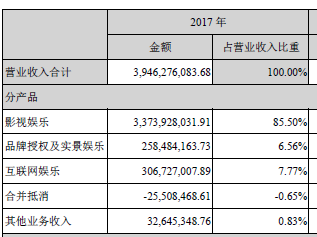 2017 年
金额 占营业收入比重
营业收入合计 3,946,276,083.68 100.00%
分产品
影视娱乐 3,373,928,031.91 85.50%
品牌授权及实景娱乐 258,484,163.73 6.56%
互联网娱乐 306,727,007.89 7.77%
合并抵消 -25,508,468.61 -0.65%
其他业务收入 32,645,348.76 0.83%